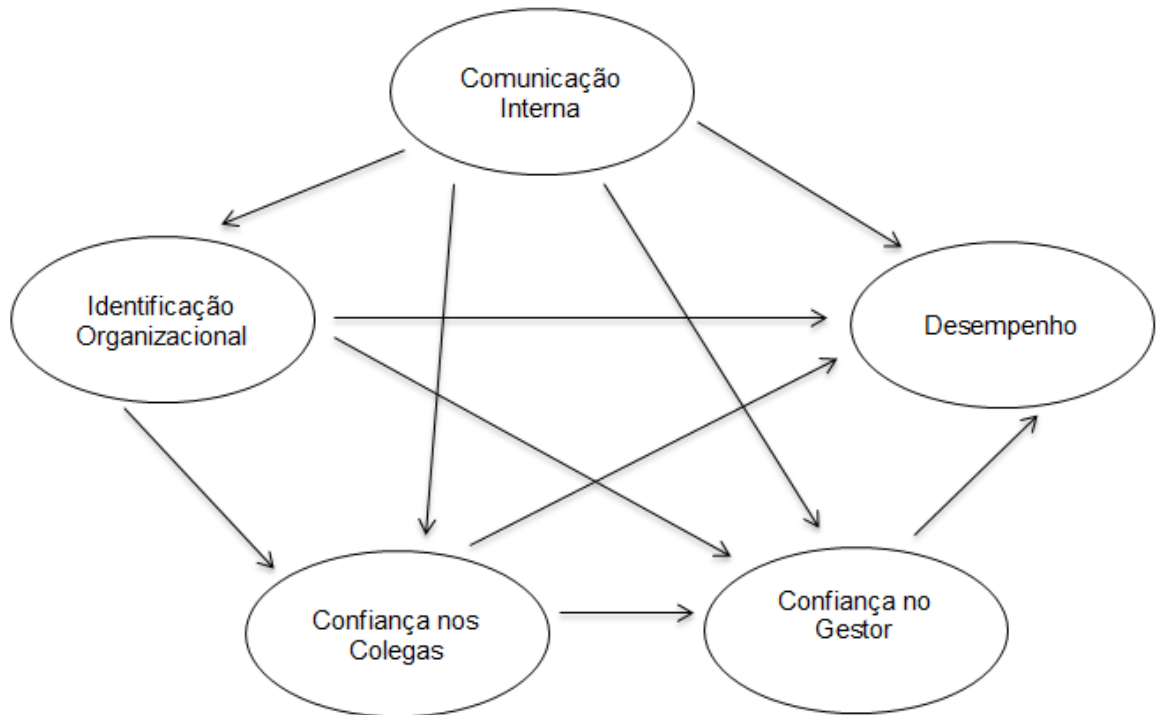 Comunicação
Interna
Identificação
Organizacional
Desempenho
Confiança nos
Colegas
Confiança no
Gestor